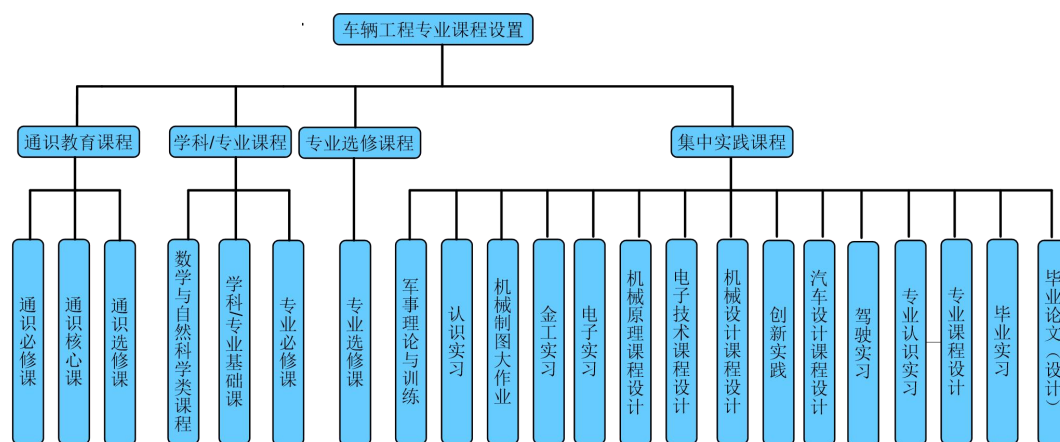 车辆工程专业课程设置
通识教育课程
学科/专业课程
专业选修课程
集中实践课程
通识必修课
通识核心课
通识选修课
数学与自然科学类课程
学科/专业基础课
专业必修课
专业选修课
军事理论与训练
认识实习
机械制图大作业
金工实习
电子实习
机械原理课程设计
电子技术课程设计
机械设计课程设计
创新实践
汽车设计课程设计
驾驶实习
专业认识实习
专业课程设计
毕业实习
毕业论文（设计）